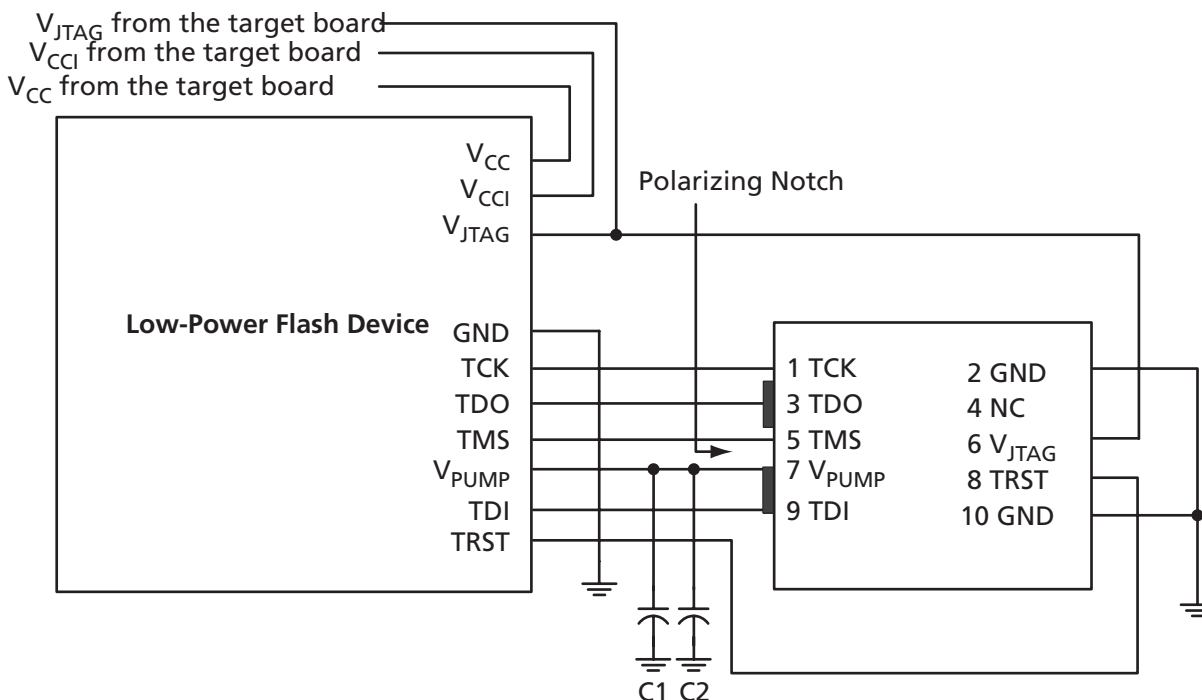 VJTAG from the target board
VCCI from the target board
VCC from the target board
VCC
VCCI
VJTAG
Polarizing Notch
Low-Power Flash Device
GND
TCK
TDO
TMS
VPUMP
TDI
TRST
1 TCK
3 TDO
5 TMS
7 VPUMP
9 TDI
2 GND
4 NC
6 VJTAG
8 TRST
10 GND
C1 C2